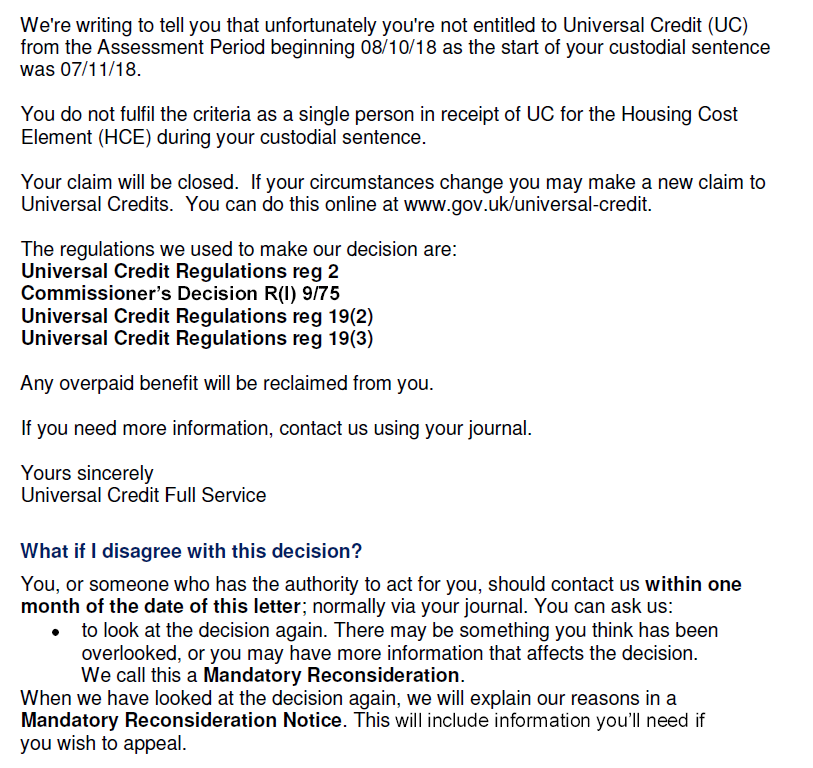 We're writing to tell you that unfortunately you're not entitled to Universal Credit (UC)
from the Assessment Period beginning 08/10/18 as the start of your custodial sentence
was 07/11/18.
You do not fulfil the criteria as a single person in receipt of UC for the Housing Cost
Element (HCE) during your custodial sentence.
Your claim will be closed.  If your circumstances change you may make a new claim to
Universal Credits.  You can do this online at www.gov.uk/universal-credit.
The regulations we used to make our decision are:
Universal Credit Regulations reg 2
Commissioner’s Decision R(I) 9/75
Universal Credit Regulations reg 19(2)
Universal Credit Regulations reg 19(3)
Any overpaid benefit will be reclaimed from you.
If you need more information, contact us using your journal.
Yours sincerely
Universal Credit Full Service
What if I disagree with this decision?
You, or someone who has the authority to act for you, should contact us within one
month of the date of this letter; normally via your journal. You can ask us:
• to look at the decision again. There may be something you think has been
overlooked, or you may have more information that affects the decision.
We call this a Mandatory Reconsideration.
When we have looked at the decision again, we will explain our reasons in a
Mandatory Reconsideration Notice. This will include information you’ll need if
you wish to appeal.